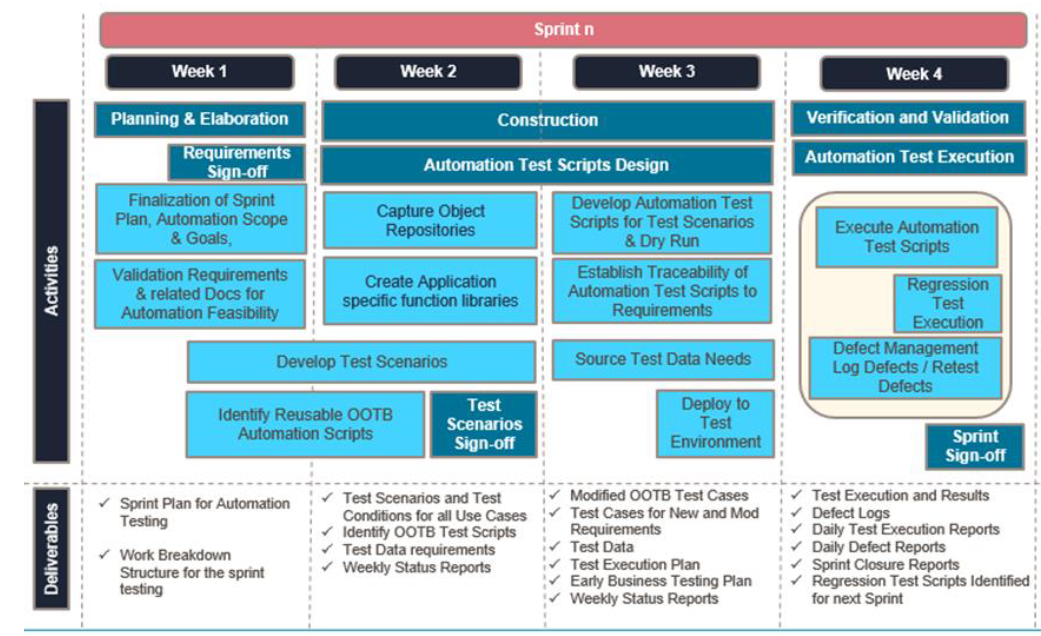 Sprint n
Week 1
Week 2
Week 3
Week 4
Activities
Planning & Elaboration
Requirements
Sign-off
Finalization of Sprint
Plan, Automation Scope
& Goals,
Validation Requirements
& related Docs for
Automation Feasibility
Construction
Automation Test Scripts Design
Capture Object
Repositories
Create Application
specific function libraries
Develop Test Scenarios
Identify Reusable OOTB
Automation Scripts
Test
Scenarios
Sign-off
Develop Automation Test
Scripts for Test Scenarios
& Dry Run
Establish Traceability of
Automation Test Scripts to
Requirements
Source Test Data Needs
Deploy to
Test
Environment
Verification and Validation
Automation Test Execution
Execute Automation
Test Scripts
Regression
Test
Execution
Defect Management
Log Defects / Retest
Defects
Sprint
Sign-off
Deliverables
✓ Sprint Plan for Automation
Testing
✓ Work Breakdown
Structure for the sprint
testing
✓ Test Scenarios and Test
Conditions for all Use Cases
✓ Identify OOTB Test Scripts
✓ Test Data requirements
✓ Weekly Status Reports
✓ Modified OOTB Test Cases
✓ Test Cases for New and Mod
Requirements
✓ Test Data
✓ Test Execution Plan
✓ Early Business Testing Plan
✓ Weekly Status Reports
✓ Test Execution and Results
✓ Defect Logs
✓ Daily Test Execution Reports
✓ Daily Defect Reports
✓ Sprint Closure Reports
✓ Regression Test Scripts Identified
for next Sprint